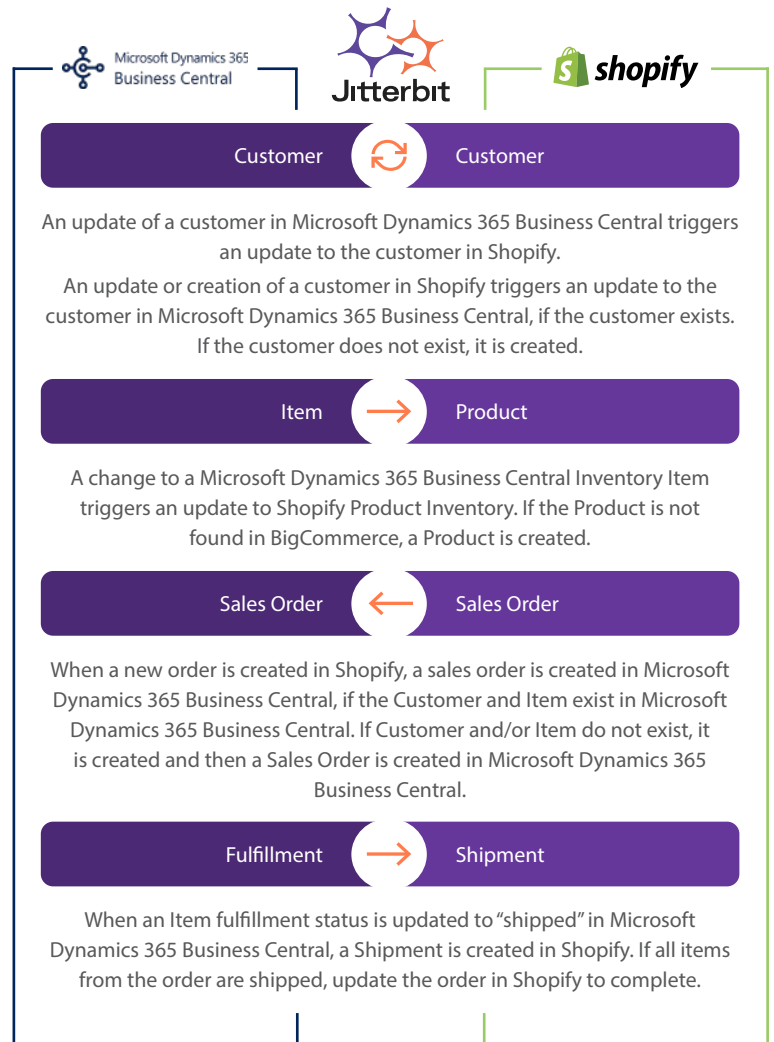 Microsoft Dynamics 365
Business Central
Jitterbit
shopify
Customer Customer
An update of a customer in Microsoft Dynamics 365 Business Central triggers
an update to the customer in Shopify.
An update or creation of a customer in Shopify triggers an update to the
customer in Microsoft Dynamics 365 Business Central, if the customer exists.
If the customer does not exist, it is created.
Item Product
A change to a Microsoft Dynamics 365 Business Central Inventory Item
triggers an update to Shopify Product Inventory. If the Product is not
found in BigCommerce, a Product is created.
Sales Order Sales Order
When a new order is created in Shopify, a sales order is created in Microsoft
Dynamics 365 Business Central, if the Customer and Item exist in Microsoft
Dynamics 365 Business Central. If Customer and/or Item do not exist, it
is created and then a Sales Order is created in Microsoft Dynamics 365
Business Central.
Fulfillment Shipment
When an Item fulfillment status is updated to “shipped” in Microsoft
Dynamics 365 Business Central, a Shipment is created in Shopify. If all items
from the order are shipped, update the order in Shopify to complete.